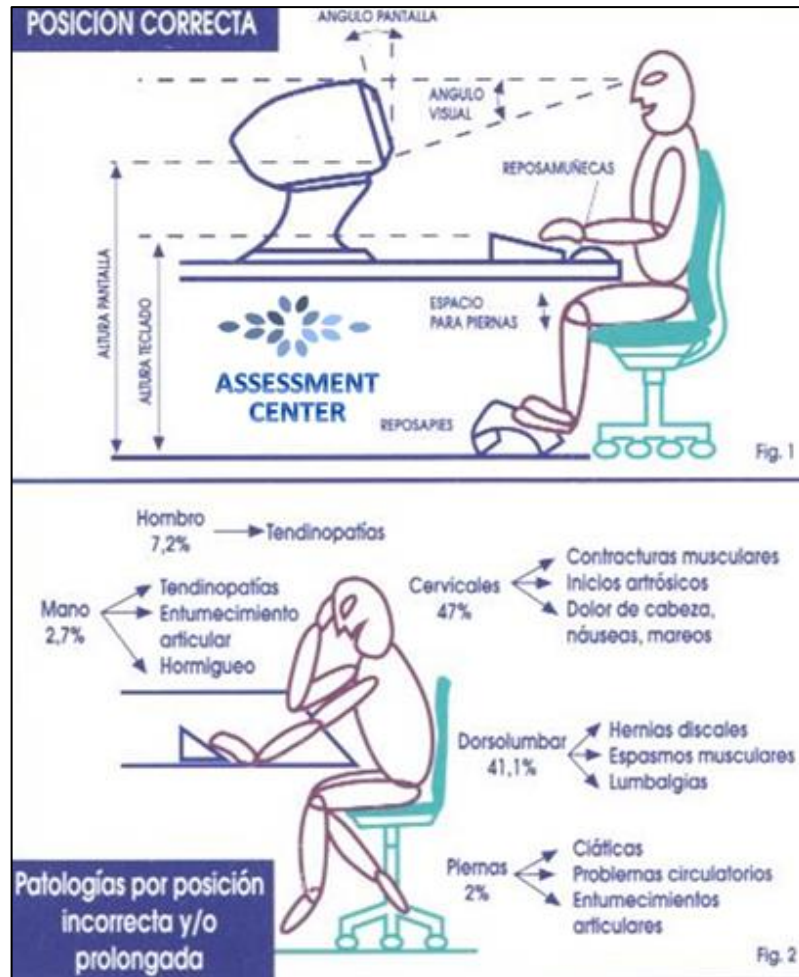 POSICIÓN CORRECTA
ANGULO PANTALLA
ANGULO
VISUAL
REPOSAMUÑECAS
ALTURA PANTALLA
ALTURA TECLADO
ESPACIO
PARA PIERNAS
ASSESSMENT
CENTER
REPOSAPIES
Fig. 1
Hombro
7,2%
Tendinopatías
Mano
2,7%
Tendinopatías
Entumecimiento
articular
Hormigueo
Cervicales
47%
Contracturas musculares
Inicios artrósicos
Dolor de cabeza,
náuseas, mareos
Dorsolumbar
41,1%
Hernias discales
Espasmos musculares
Lumbalgias
Piernas
2%
Ciáticas
Problemas circulatorios
Entumecimientos
articulares
Patologías por posición
incorrecta y/o
prolongada
Fig. 2